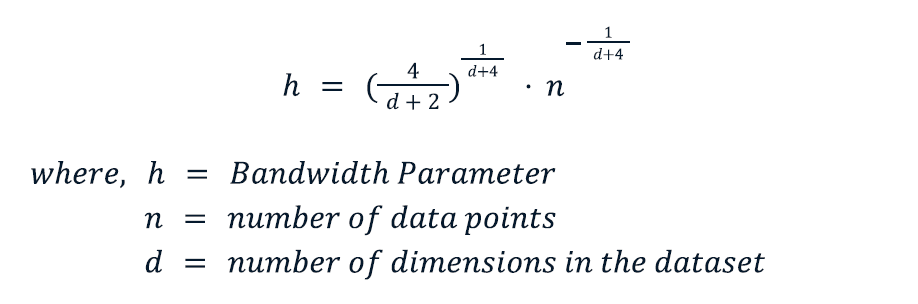 h = (4/(d + 2))^(1/(d+4)) · n^(−1/(d+4))
where, h = Bandwidth Parameter
n = number of data points
d = number of dimensions in the dataset